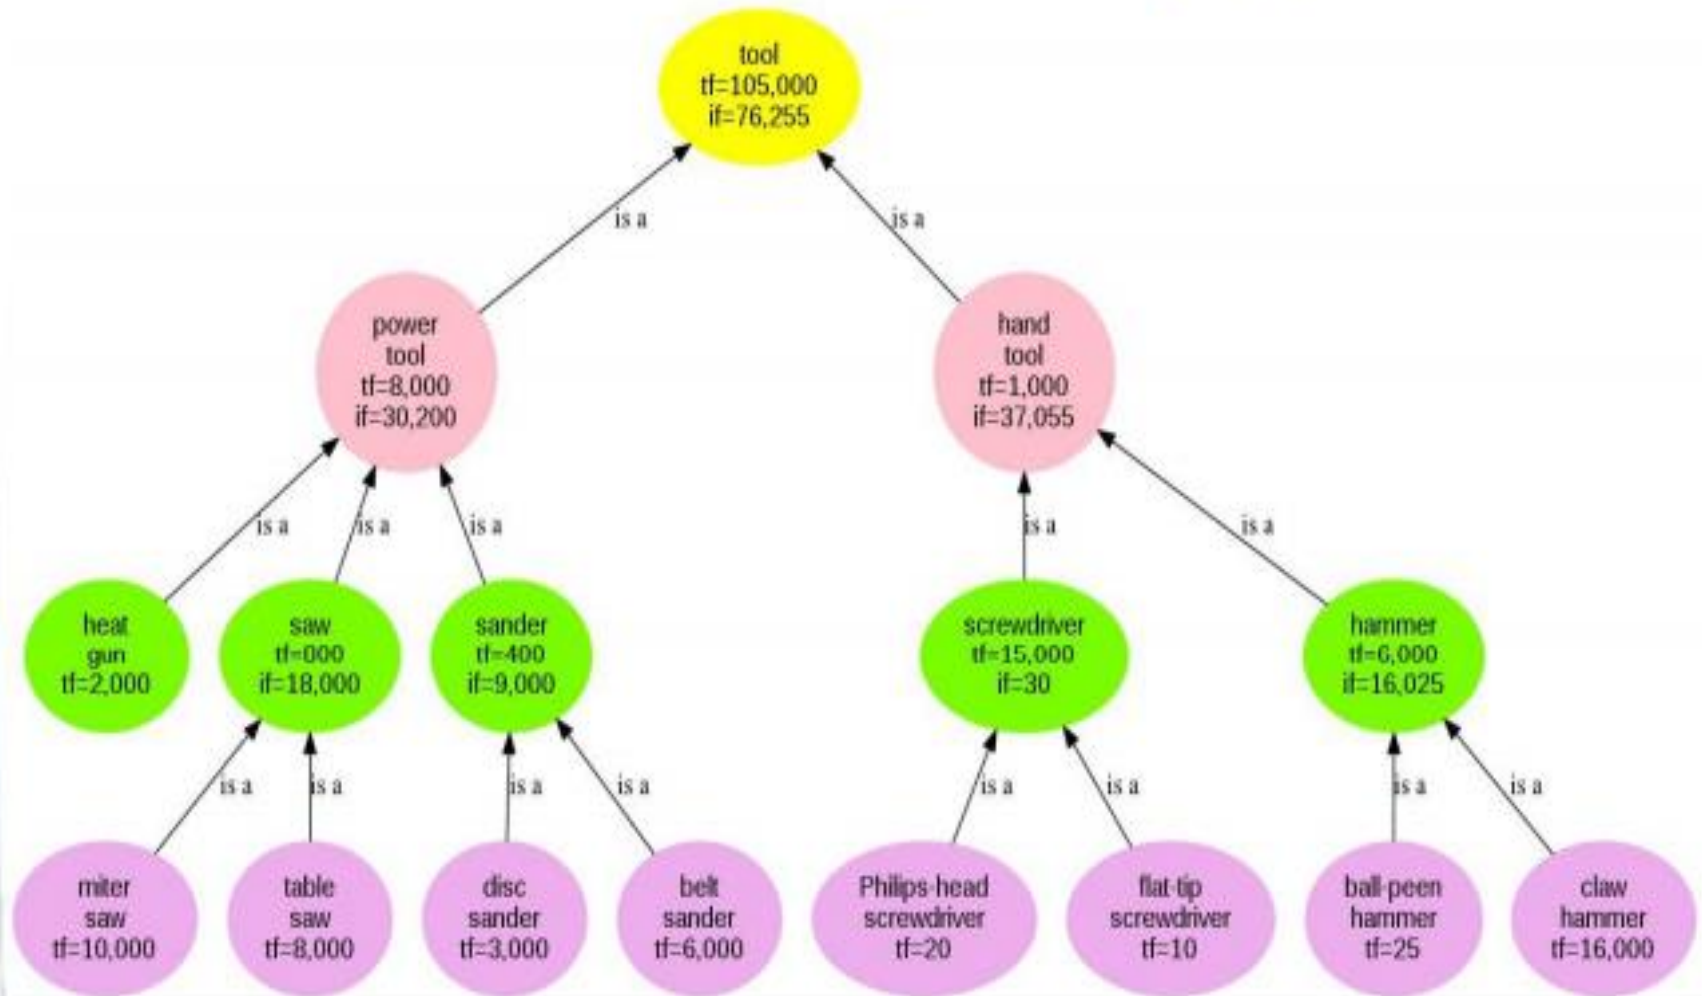 tool
tf=105,000
if=76,255
is a
is a
power
tool
tf=8,000
if=30,200
hand
tool
tf=1,000
if=37,055
is a
is a
is a
is a
is a
heat
gun
tf=2,000
saw
tf=000
if=18,000
sander
tf=400
if=9,000
screwdriver
tf=15,000
if=30
hammer
tf=6,000
if=16,025
is a
is a
is a
is a
is a
is a
is a
is a
miter
saw
tf=10,000
table
saw
tf=8,000
disc
sander
tf=3,000
belt
sander
tf=6,000
Philips-head
screwdriver
tf=20
flat-tip
screwdriver
tf=10
ball-peen
hammer
tf=25
claw
hammer
tf=16,000